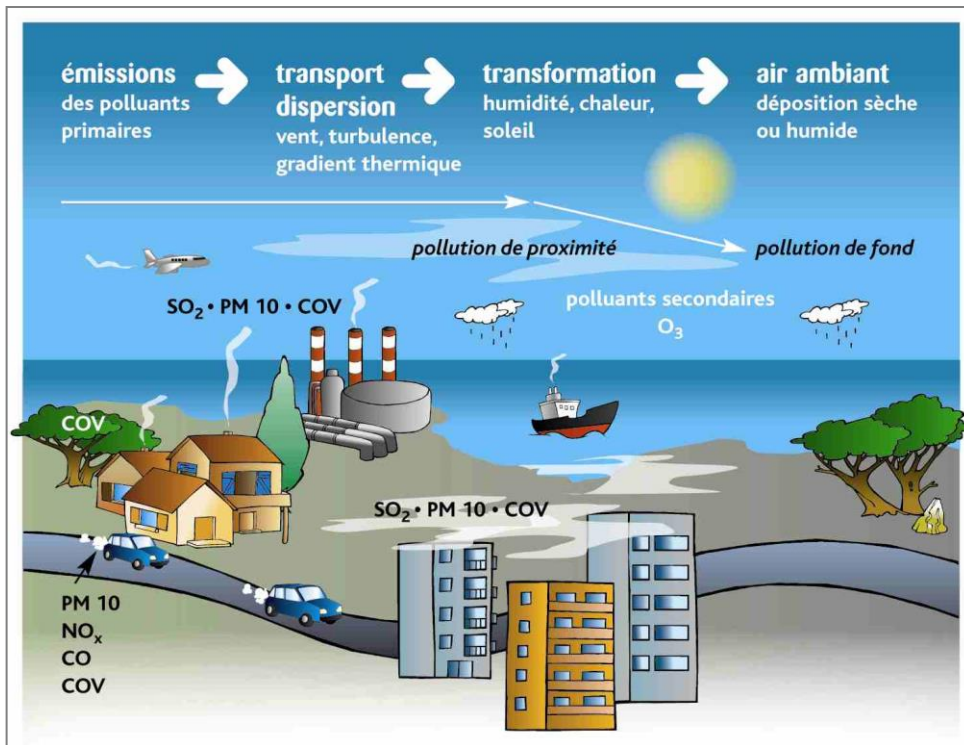 émissions
des polluants
primaires
transport
dispersion
vent, turbulence,
gradient thermique
transformation
humidité, chaleur,
soleil
air ambiant
déposition sèche
ou humide
pollution de proximité
pollution de fond
SO₂ • PM 10 • COV
polluants secondaires
O₃
COV
SO₂ • PM 10 • COV
PM 10
NOₓ
CO
COV